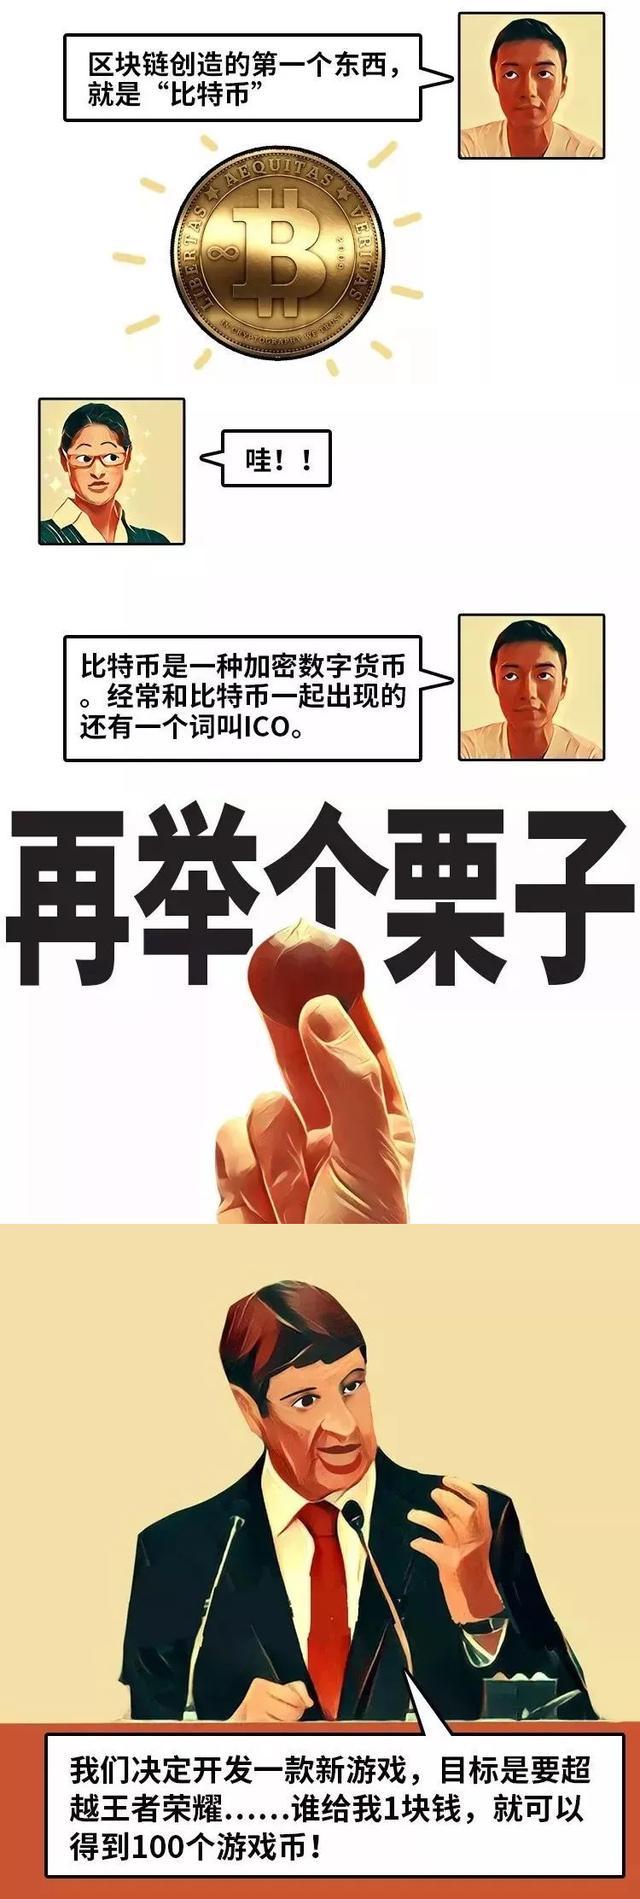 区块链创造的第一个东西，
就是“比特币”
LIBERTAS ★ AEQUITAS ★ VERITAS
2009
IN CRYPTOGRAPHY WE TRUST
哇！！
比特币是一种加密数字货币
。经常和比特币一起出现的
还有一个词叫ICO。
再举个栗子
我们决定开发一款新游戏，目标是要超
越王者荣耀……谁给我1块钱，就可以
得到100个游戏币！